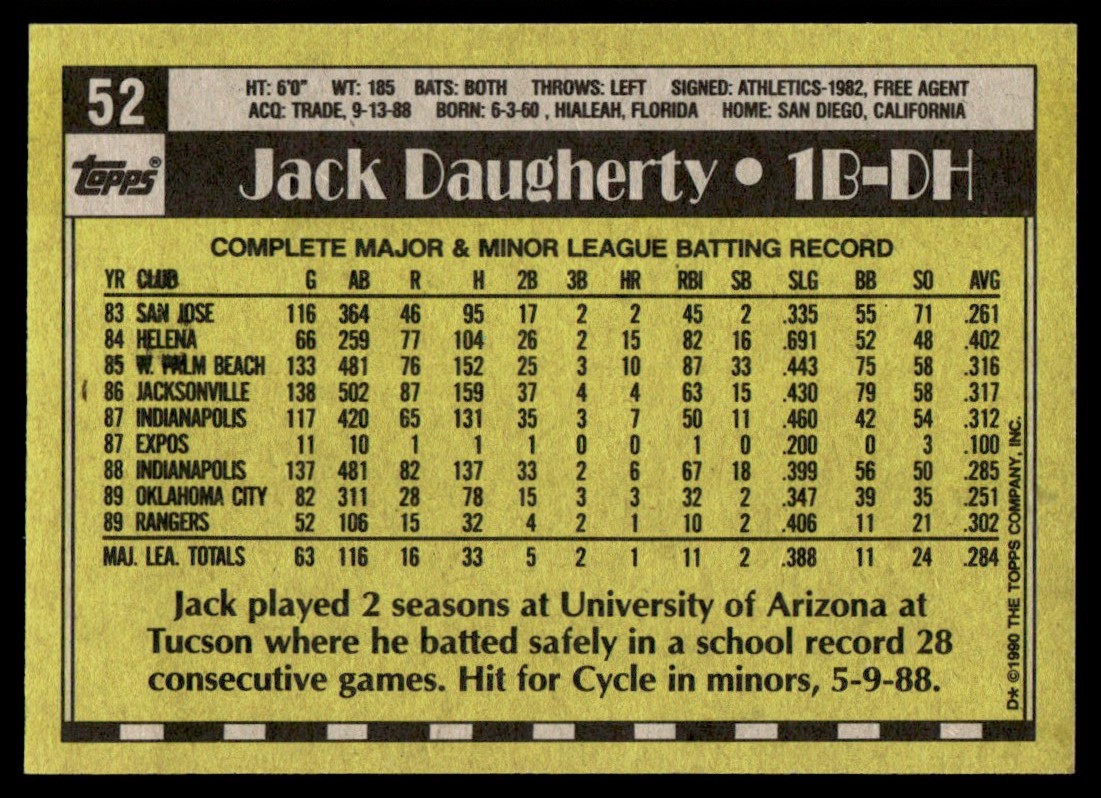 52
HT: 6'0" WT: 185 BATS: BOTH THROWS: LEFT SIGNED: ATHLETICS-1982, FREE AGENT
ACQ: TRADE, 9-13-88 BORN: 6-3-60 , HIALEAH, FLORIDA HOME: SAN DIEGO, CALIFORNIA
Topps®
Jack Daugherty • 1B-DH
COMPLETE MAJOR & MINOR LEAGUE BATTING RECORD
YR CLUB G AB R H 2B 3B HR RBI SB SLG BB SO AVG
83 SAN JOSE 116 364 46 95 17 2 2 45 2 .335 55 71 .261
84 HELENA 66 259 77 104 26 2 15 82 16 .691 52 48 .402
85 W. PALM BEACH 133 481 76 152 25 3 10 87 33 .443 75 58 .316
86 JACKSONVILLE 138 502 87 159 37 4 4 63 15 .430 79 58 .317
87 INDIANAPOLIS 117 420 65 131 35 3 7 50 11 .460 42 54 .312
87 EXPOS 11 10 1 1 1 0 0 1 0 .200 0 3 .100
88 INDIANAPOLIS 137 481 82 137 33 2 6 67 18 .399 56 50 .285
89 OKLAHOMA CITY 82 311 28 78 15 3 3 32 2 .347 39 35 .251
89 RANGERS 52 106 15 32 4 2 1 10 2 .406 11 21 .302
MAJ. LEA. TOTALS 63 116 16 33 5 2 1 11 2 .388 11 24 .284
Jack played 2 seasons at University of Arizona at
Tucson where he batted safely in a school record 28
consecutive games. Hit for Cycle in minors, 5-9-88.
D* ©1990 THE TOPPS COMPANY, INC.